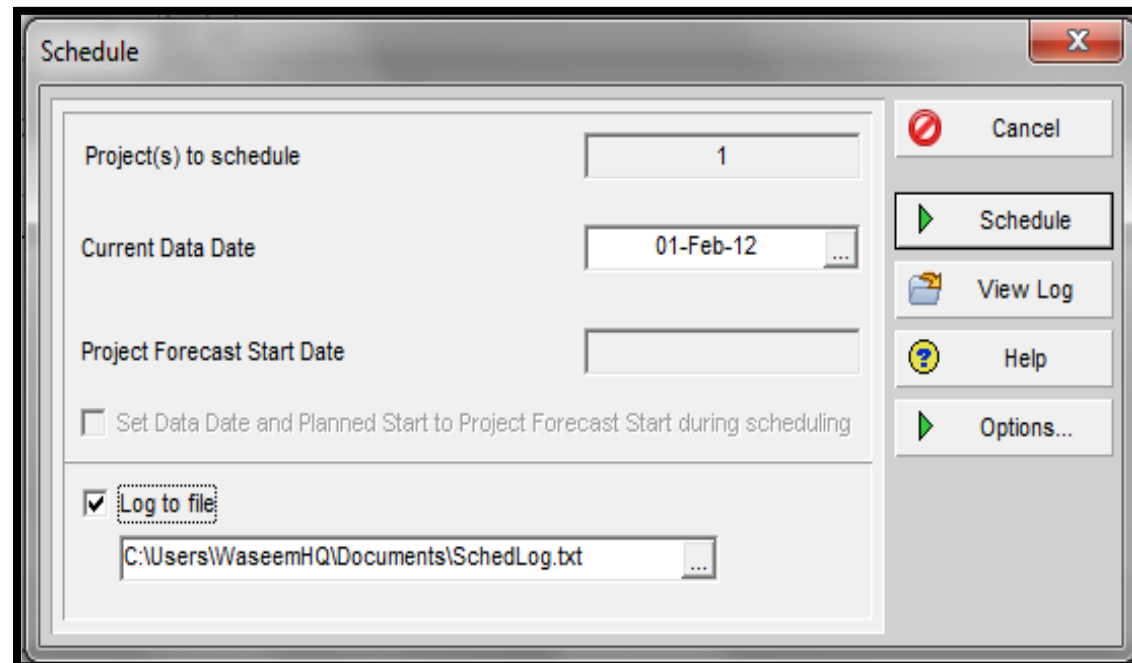 Schedule
Project(s) to schedule 1
Current Data Date 01-Feb-12 ...
Project Forecast Start Date
Set Data Date and Planned Start to Project Forecast Start during scheduling
Log to file
C:\Users\WaseemHQ\Documents\SchedLog.txt ...
Cancel
Schedule
View Log
Help
Options...